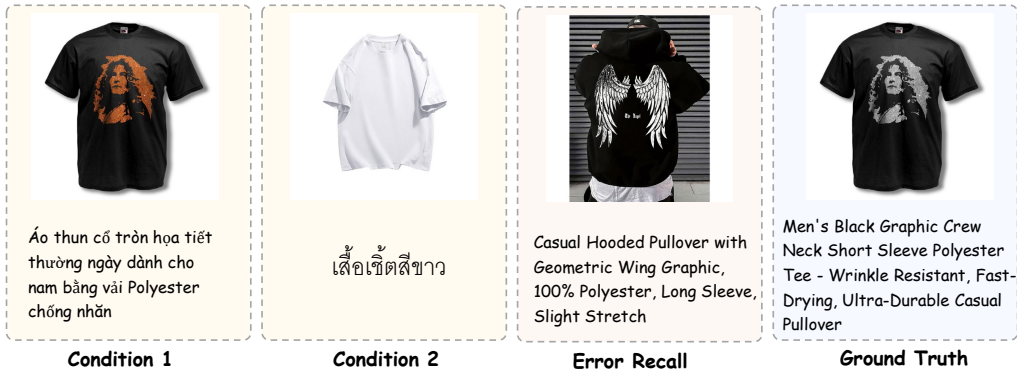 Áo thun cổ tròn họa tiết
thường ngày dành cho
nam bằng vải Polyester
chống nhăn
Condition 1
เสื้อเชิ้ตสีขาว
Condition 2
Casual Hooded Pullover with
Geometric Wing Graphic,
100% Polyester, Long Sleeve,
Slight Stretch
Error Recall
Men's Black Graphic Crew
Neck Short Sleeve Polyester
Tee - Wrinkle Resistant, Fast-
Drying, Ultra-Durable Casual
Pullover
Ground Truth